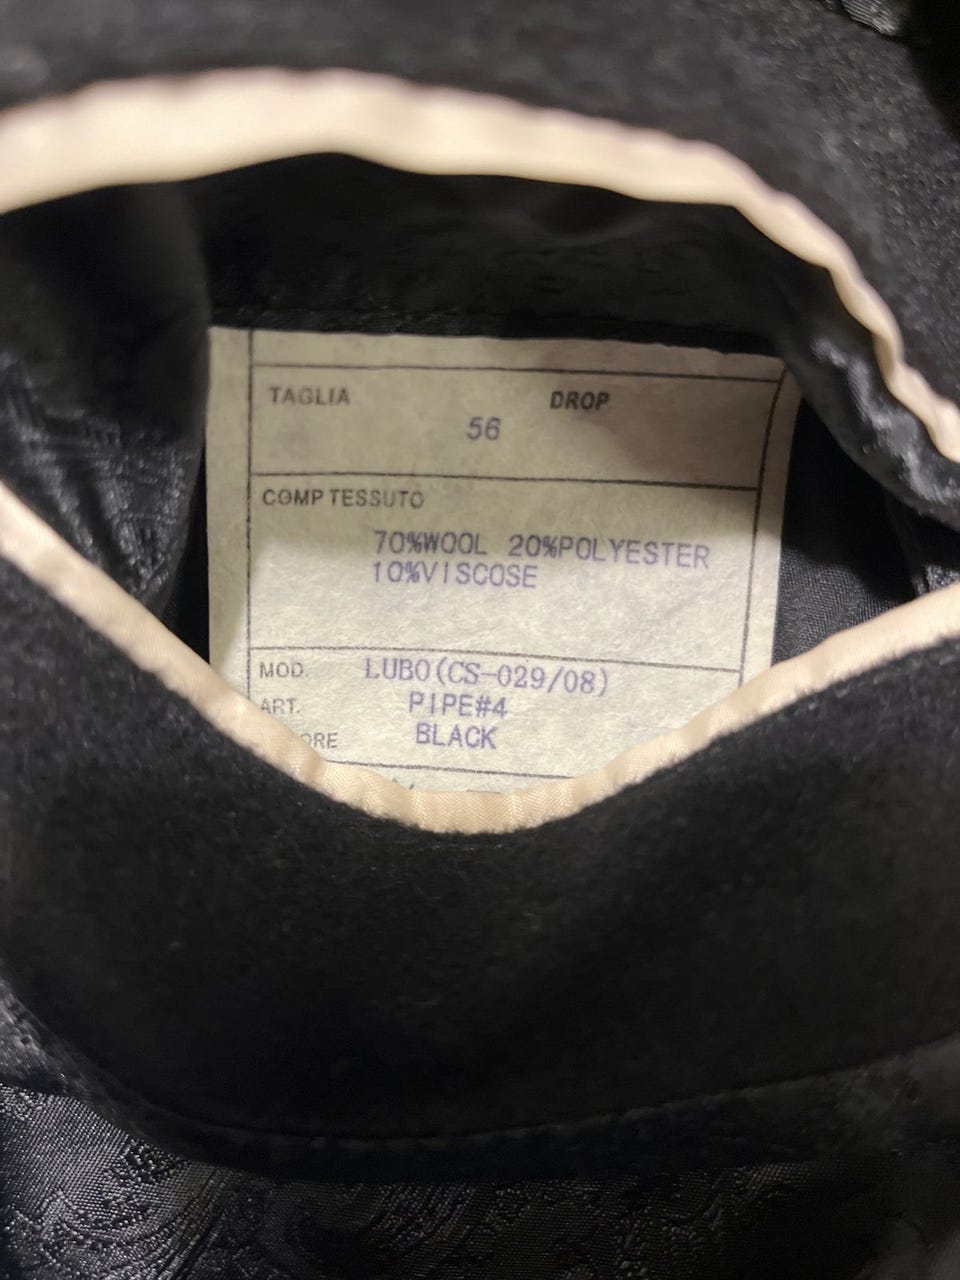 TAGLIA DROP
56
COMP TESSUTO
70%WOOL 20%POLYESTER
10%VISCOSE
MOD. LUBO(CS-029/08)
ART. PIPE#4
ORE BLACK